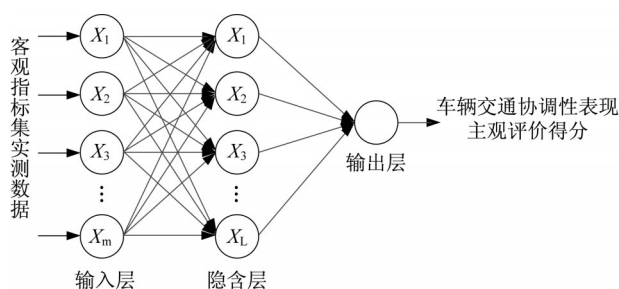 客观指标集实测数据
X1
X2
X3
⋮
Xm
输入层
X1
X2
X3
⋮
XL
隐含层
输出层
车辆交通协调性表现
主观评价得分